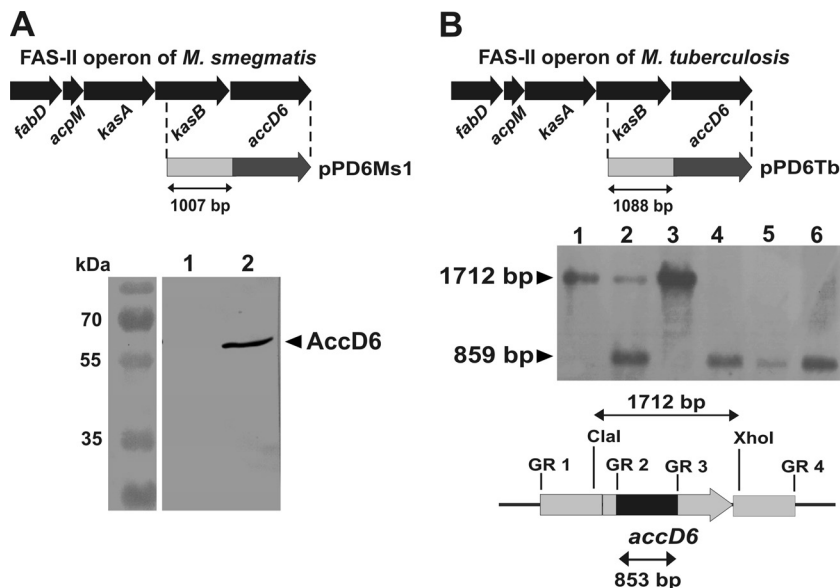 A
FAS-II operon of M. smegmatis
fabD
acpM
kasA
kasB
accD6
pPD6Ms1
1007 bp
kDa
1
2
70
55
35
AccD6
B
FAS-II operon of M. tuberculosis
fabD
acpM
kasA
kasB
accD6
pPD6Tb
1088 bp
1 2 3 4 5 6
1712 bp
859 bp
1712 bp
ClaI
XhoI
GR 1
GR 2
GR 3
GR 4
accD6
853 bp